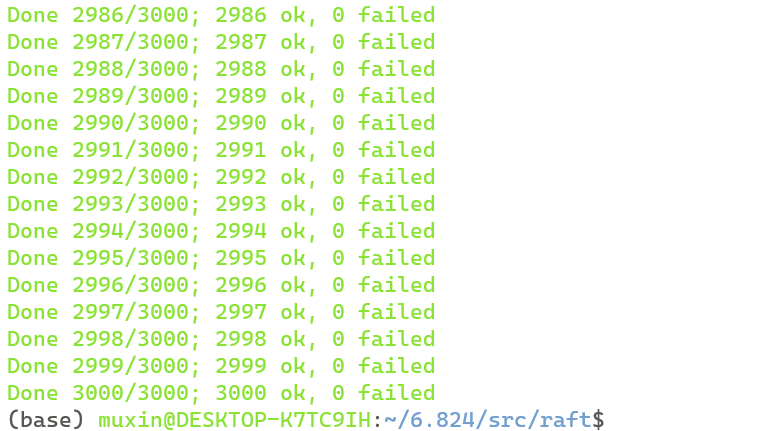 Done 2986/3000; 2986 ok, 0 failed
Done 2987/3000; 2987 ok, 0 failed
Done 2988/3000; 2988 ok, 0 failed
Done 2989/3000; 2989 ok, 0 failed
Done 2990/3000; 2990 ok, 0 failed
Done 2991/3000; 2991 ok, 0 failed
Done 2992/3000; 2992 ok, 0 failed
Done 2993/3000; 2993 ok, 0 failed
Done 2994/3000; 2994 ok, 0 failed
Done 2995/3000; 2995 ok, 0 failed
Done 2996/3000; 2996 ok, 0 failed
Done 2997/3000; 2997 ok, 0 failed
Done 2998/3000; 2998 ok, 0 failed
Done 2999/3000; 2999 ok, 0 failed
Done 3000/3000; 3000 ok, 0 failed
(base) muxin@DESKTOP-K7TC9IH:~/6.824/src/raft$